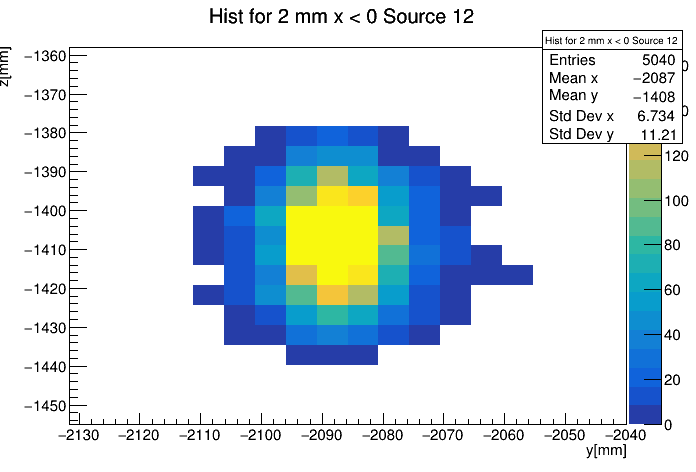 Hist for 2 mm x < 0 Source 12
z[mm]
−1360
−1370
−1380
−1390
−1400
−1410
−1420
−1430
−1440
−1450
Hist for 2 mm x < 0 Source 12
Entries 5040
Mean x −2087
Mean y −1408
Std Dev x 6.734
Std Dev y 11.21
0
0
120
100
80
60
40
20
0
−2130 −2120 −2110 −2100 −2090 −2080 −2070 −2060 −2050 −2040
y[mm]